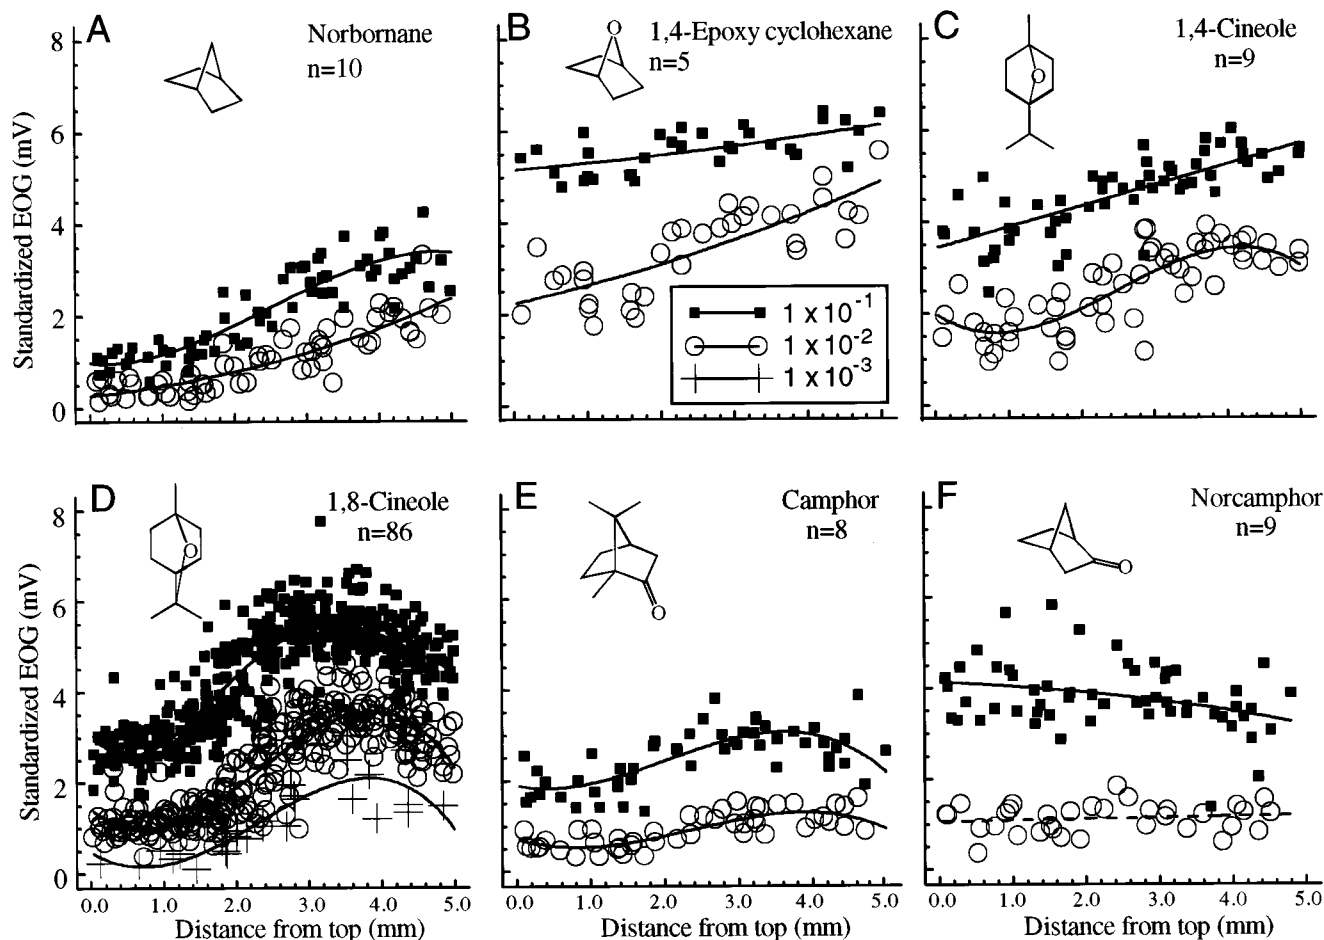 A
Norbornane
n=10
B
O
1,4-Epoxy cyclohexane
n=5
C
O
1,4-Cineole
n=9
Standardized EOG (mV)
8
6
4
2
0
1 x 10-1
1 x 10-2
1 x 10-3
D
O
1,8-Cineole
n=86
E
O
Camphor
n=8
F
O
Norcamphor
n=9
Standardized EOG (mV)
8
6
4
2
0
0.0 1.0 2.0 3.0 4.0 5.0
0.0 1.0 2.0 3.0 4.0 5.0
0.0 1.0 2.0 3.0 4.0 5.0
Distance from top (mm)
Distance from top (mm)
Distance from top (mm)